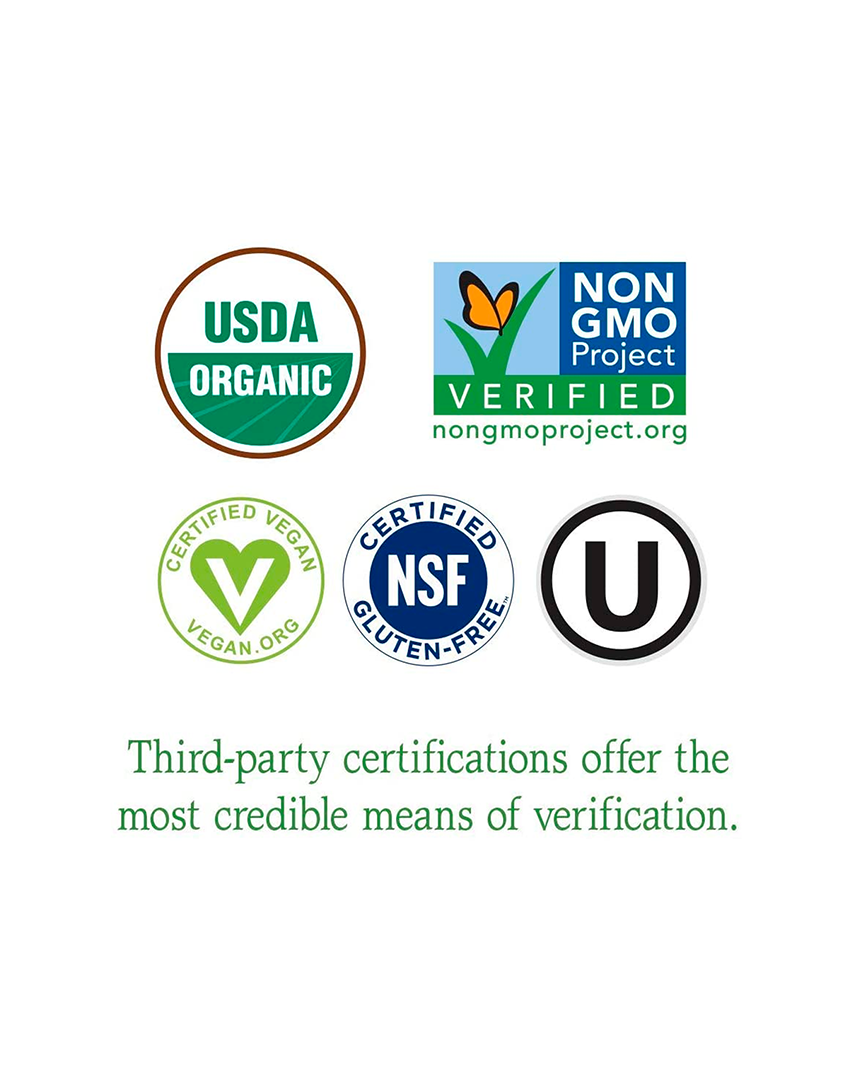 USDA
ORGANIC
NON
GMO
Project
VERIFIED
nongmoproject.org
CERTIFIED VEGAN
V
VEGAN.ORG
CERTIFIED
NSF
GLUTEN-FREE™
U
Third-party certifications offer the
most credible means of verification.